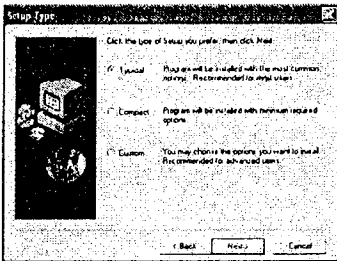 Setup Type
Click the type of Setup you prefer, then click Next.
Typical Program will be installed with the most common
options. Recommended for most users.
Compact Program will be installed with minimum required
options.
Custom You may choose the options you want to install.
Recommended for advanced users.
< Back Next > Cancel